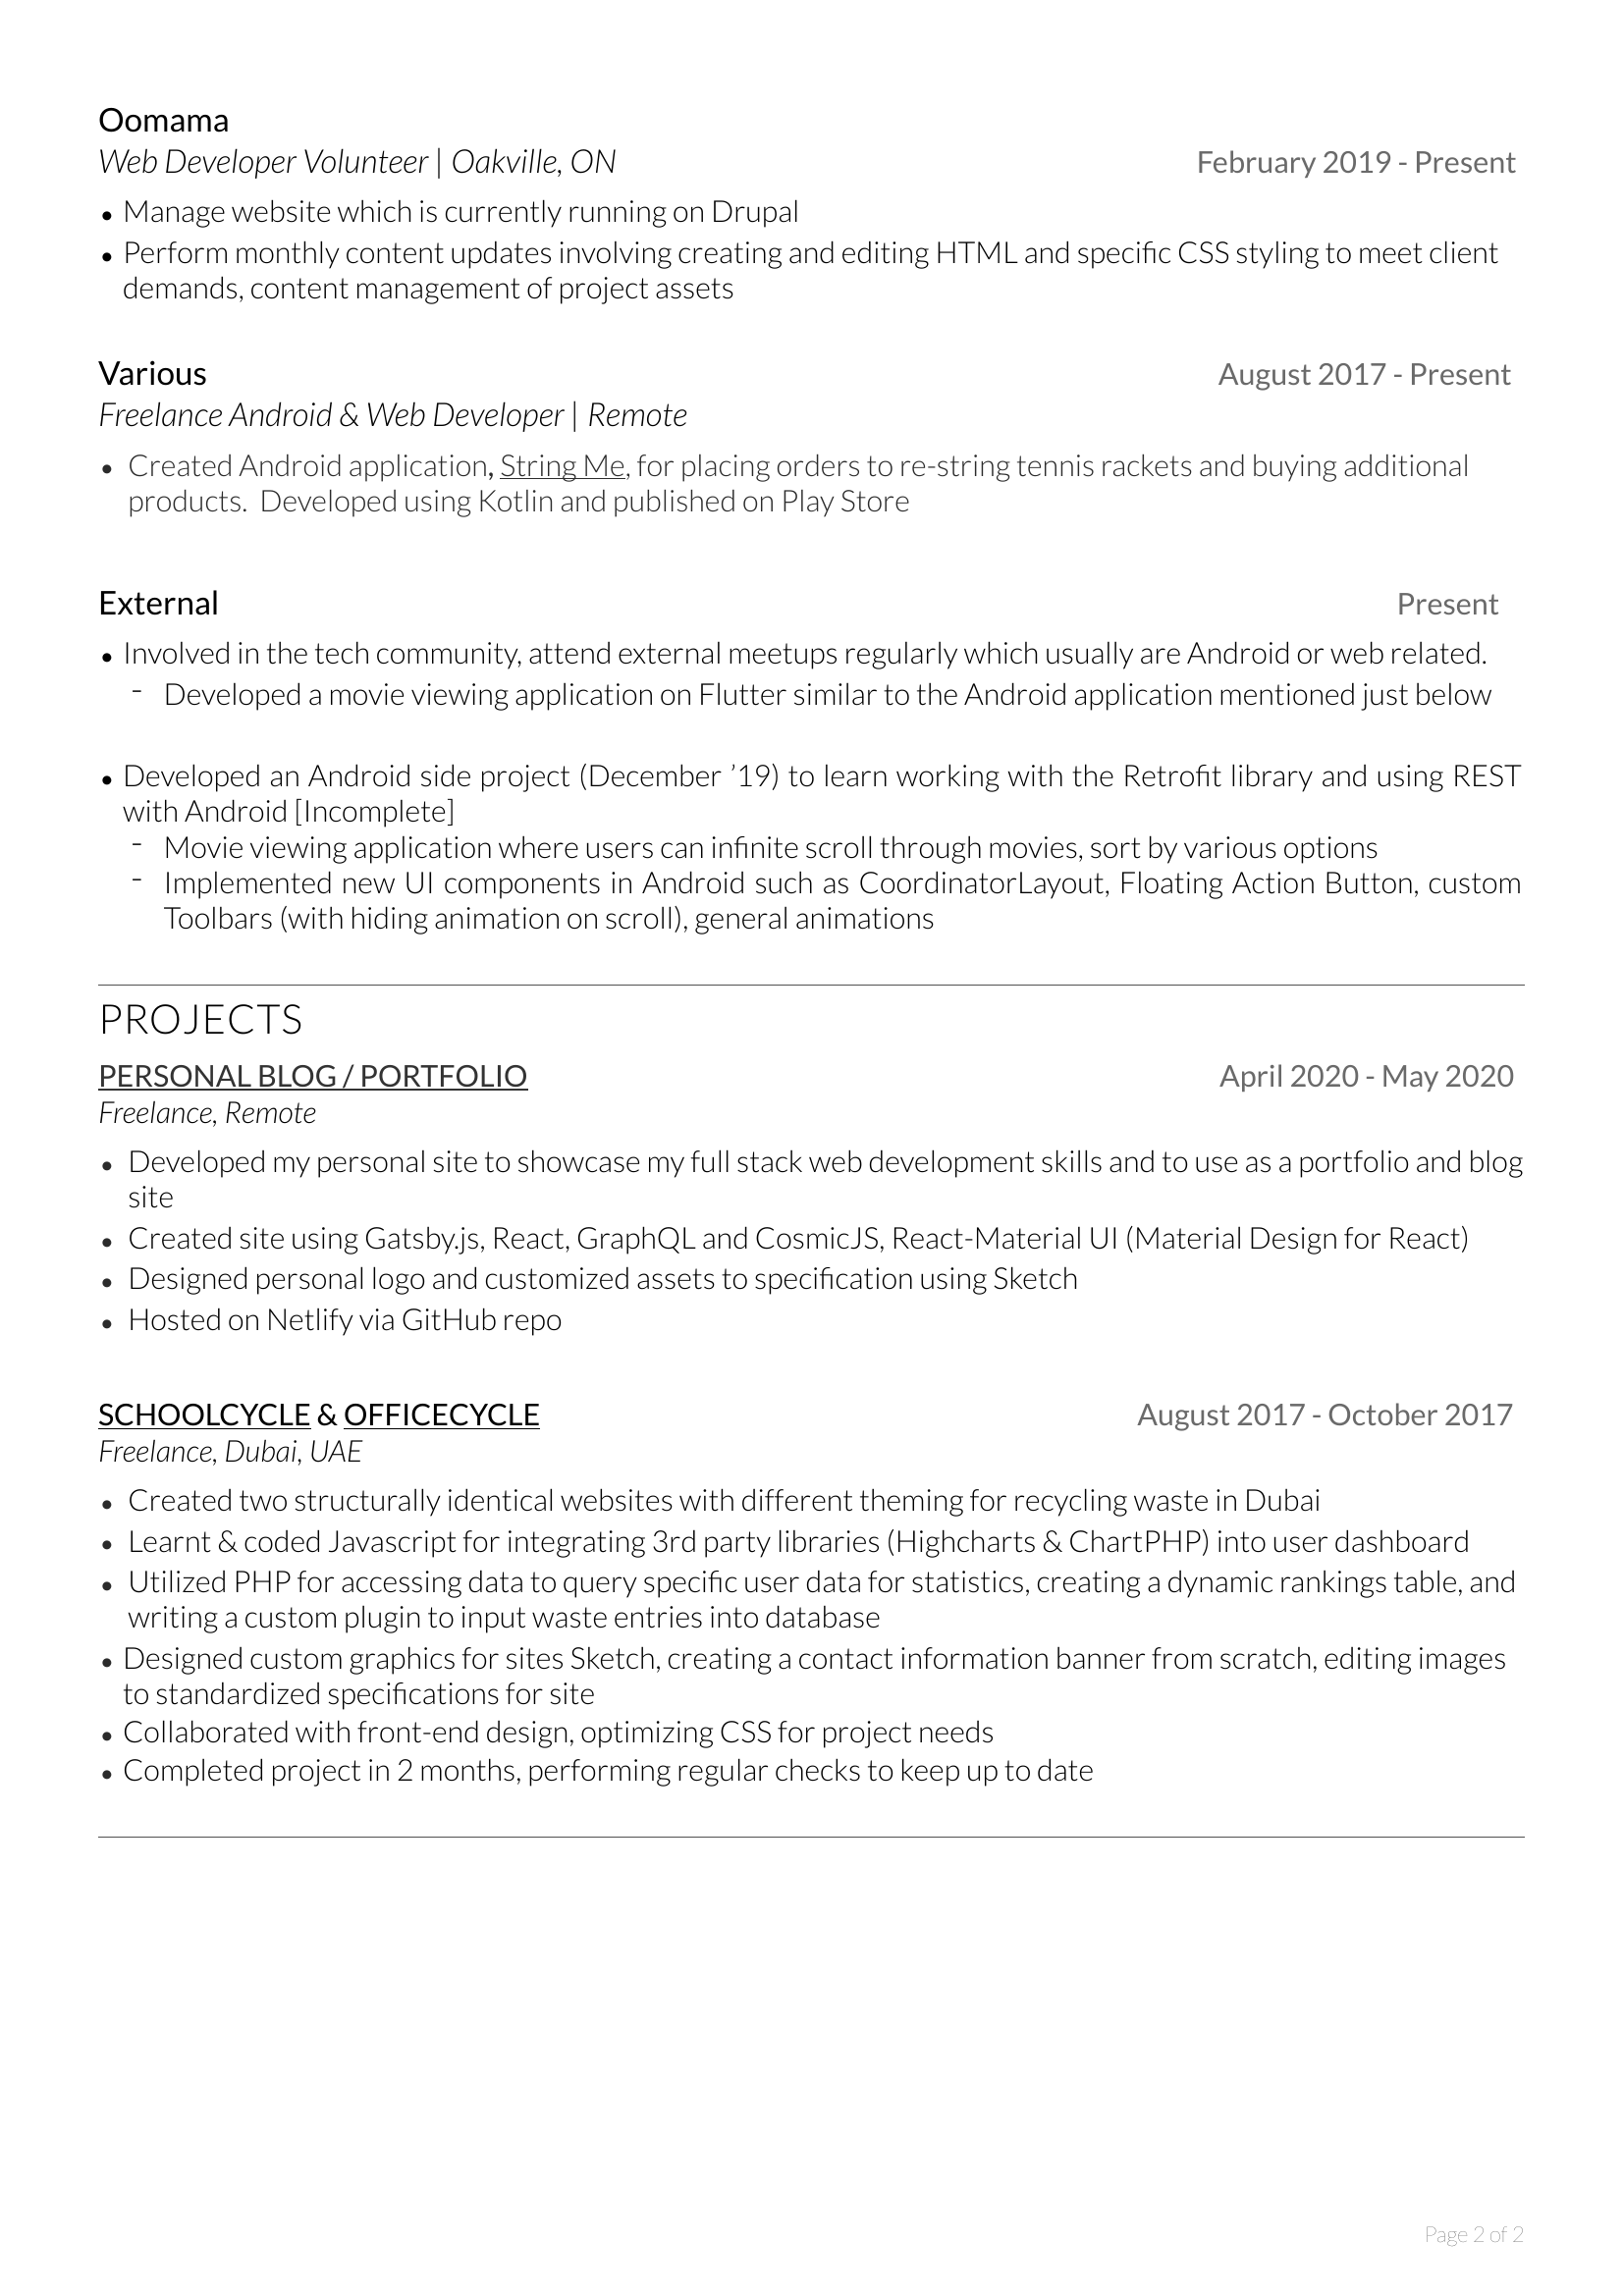 Oomama
Web Developer Volunteer | Oakville, ON February 2019 - Present
• Manage website which is currently running on Drupal
• Perform monthly content updates involving creating and editing HTML and specific CSS styling to meet client
demands, content management of project assets
Various August 2017 - Present
Freelance Android & Web Developer | Remote
• Created Android application, String Me, for placing orders to re-string tennis rackets and buying additional
products.  Developed using Kotlin and published on Play Store
External Present
• Involved in the tech community, attend external meetups regularly which usually are Android or web related.
- Developed a movie viewing application on Flutter similar to the Android application mentioned just below
• Developed an Android side project (December ’19) to learn working with the Retrofit library and using REST
with Android [Incomplete]
- Movie viewing application where users can infinite scroll through movies, sort by various options
- Implemented new UI components in Android such as CoordinatorLayout, Floating Action Button, custom
Toolbars (with hiding animation on scroll), general animations
PROJECTS
PERSONAL BLOG / PORTFOLIO April 2020 - May 2020
Freelance, Remote
• Developed my personal site to showcase my full stack web development skills and to use as a portfolio and blog
site
• Created site using Gatsby.js, React, GraphQL and CosmicJS, React-Material UI (Material Design for React)
• Designed personal logo and customized assets to specification using Sketch
• Hosted on Netlify via GitHub repo
SCHOOLCYCLE & OFFICECYCLE August 2017 - October 2017
Freelance, Dubai, UAE
• Created two structurally identical websites with different theming for recycling waste in Dubai
• Learnt & coded Javascript for integrating 3rd party libraries (Highcharts & ChartPHP) into user dashboard
• Utilized PHP for accessing data to query specific user data for statistics, creating a dynamic rankings table, and
writing a custom plugin to input waste entries into database
• Designed custom graphics for sites Sketch, creating a contact information banner from scratch, editing images
to standardized specifications for site
• Collaborated with front-end design, optimizing CSS for project needs
• Completed project in 2 months, performing regular checks to keep up to date
Page 2 of 2